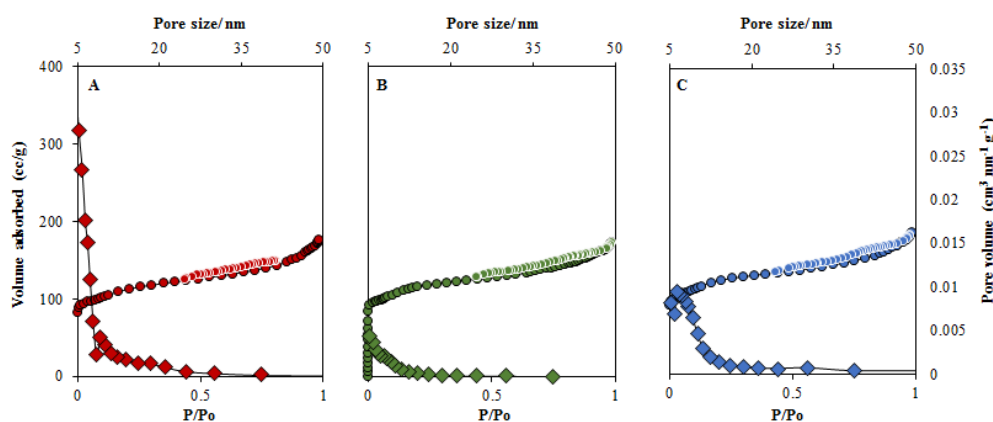 Pore size/ nm Pore size/ nm Pore size/ nm
5 20 35 50 5 20 35 50 5 20 35 50
400 A B C 0.035
0.03
300 0.025
0.02
200 0.015
100 0.01
0.005
0 0
0 0.5 1 0 0.5 1 0 0.5 1
P/Po P/Po P/Po
Volume adsorbed (cc/g)
Pore volume (cm³ nm⁻¹ g⁻¹)